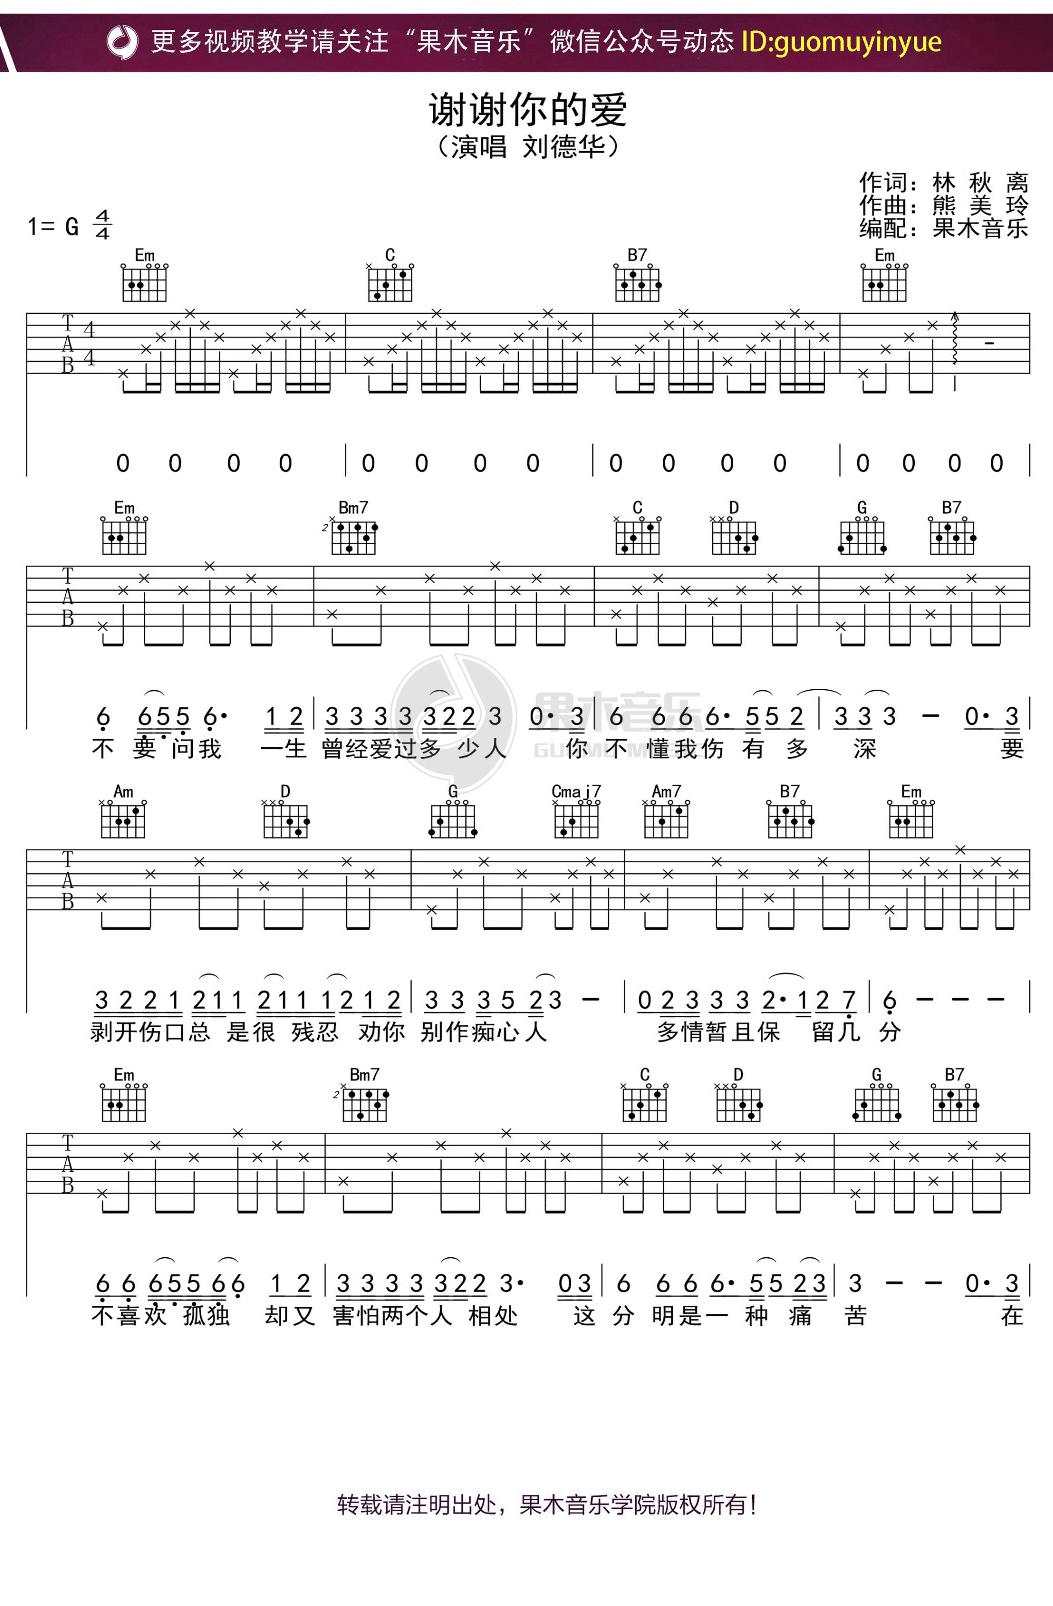 更多视频教学请关注“果木音乐”微信公众号动态 ID:guomuyinyue
谢谢你的爱
（演唱 刘德华）
作词：林 秋 离
作曲：熊 美 玲
编配：果木音乐
1= G 4/4
Em C B7 Em
T A B 4/4
0 0 0 0 | 0 0 0 0 | 0 0 0 0 | 0 0 0 0
Em Bm7 C D G B7
2
T A B
6 6 5 5 6· 1 2 | 3 3 3 3 3 2 2 3 0· 3 | 6 6 6 6· 5 5 2 | 3 3 3 − 0· 3
不 要 问我 一生 曾经爱过多 少人 你 不 懂我伤 有 多 深 要
果木音乐
Am D G Cmaj7 Am7 B7 Em
T A B
3 2 2 1 2 1 1 2 1 1 1 2 1 2 | 3 3 3 5 2 3 − | 0 2 3 3 3 2· 1 2 7 | 6 − − −
剥开伤口总 是很 残忍 劝你 别作痴心人 多情暂且保 留几 分
Em Bm7 C D G B7
2
T A B
6 6 6 5 5 6 6 1 2 | 3 3 3 3 3 2 2 3· 0 3 | 6 6 6 6· 5 5 2 3 | 3 − − 0· 3
不喜欢 孤独 却又 害怕两个人 相处 这 分 明是一 种 痛 苦 在
转载请注明出处，果木音乐学院版权所有！